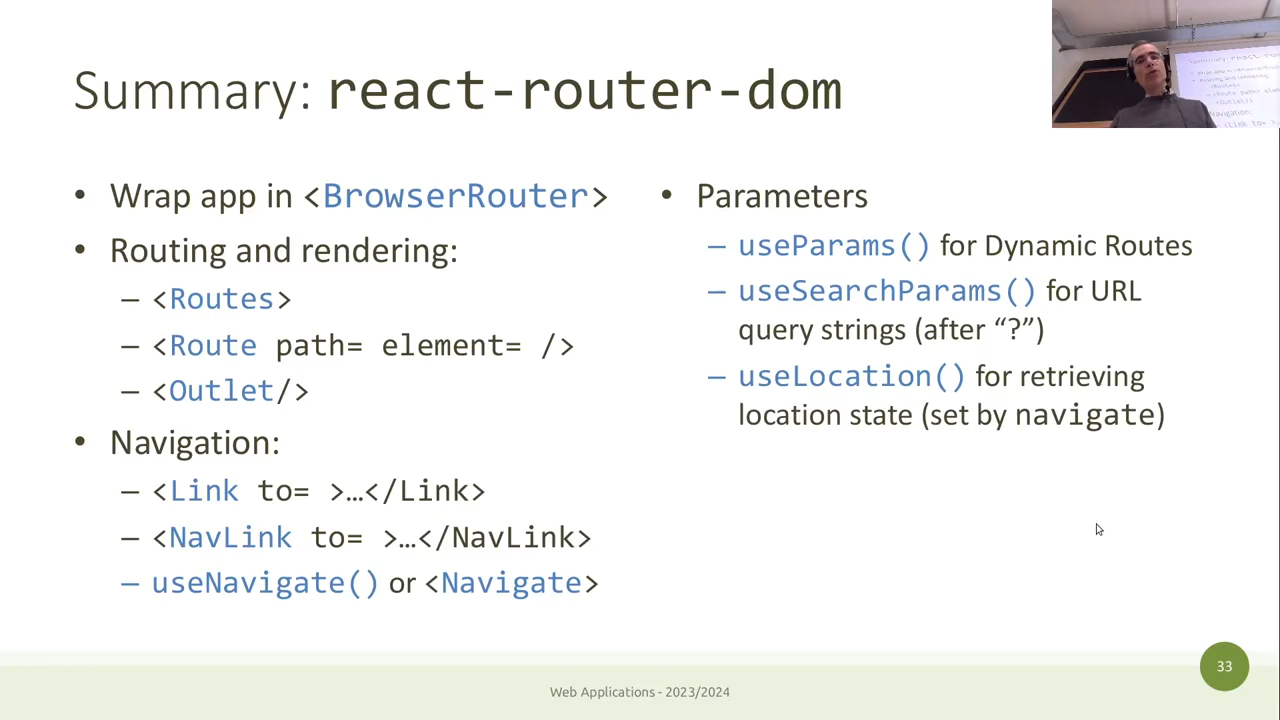 Summary: react-router-dom
• Wrap app in <BrowserRouter>
• Routing and rendering:
– <Routes>
– <Route path= element= />
– <Outlet/>
• Navigation:
– <Link to= >…</Link>
– <NavLink to= >…</NavLink>
– useNavigate() or <Navigate>
• Parameters
– useParams() for Dynamic Routes
– useSearchParams() for URL
query strings (after “?”)
– useLocation() for retrieving
location state (set by navigate)
Web Applications - 2023/2024
33